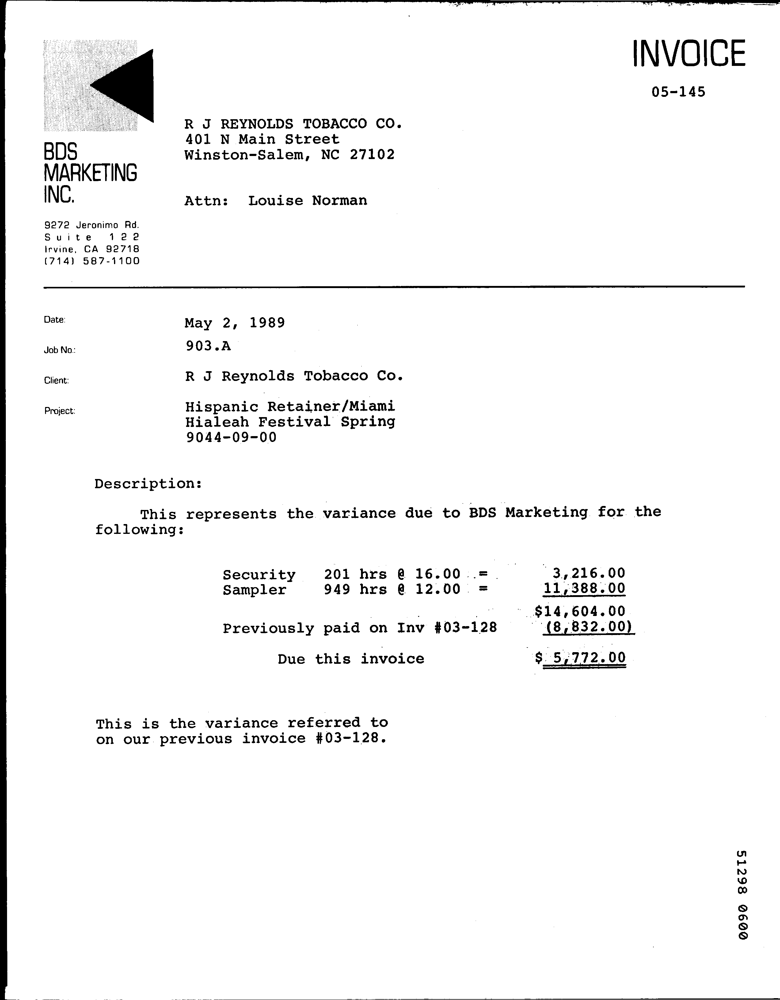 INVOICE
05-145
R J REYNOLDS TOBACCO CO.
401 N Main Street
Winston-Salem, NC 27102
BDS
MARKETING
INC.
Attn: Louise Norman
9272 Jeronimo Rd.
Suite 122
Irvine, CA 92718
(714) 587-1100
Date: May 2, 1989
Job No.: 903.A
Client: R J Reynolds Tobacco Co.
Project: Hispanic Retainer/Miami
Hialeah Festival Spring
9044-09-00
Description:
This represents the variance due to BDS Marketing for the
following:
Security 201 hrs @ 16.00 = 3,216.00
Sampler 949 hrs @ 12.00 = 11,388.00
$14,604.00
Previously paid on Inv #03-128 (8,832.00)
Due this invoice $ 5,772.00
This is the variance referred to
on our previous invoice #03-128.
51298 0600